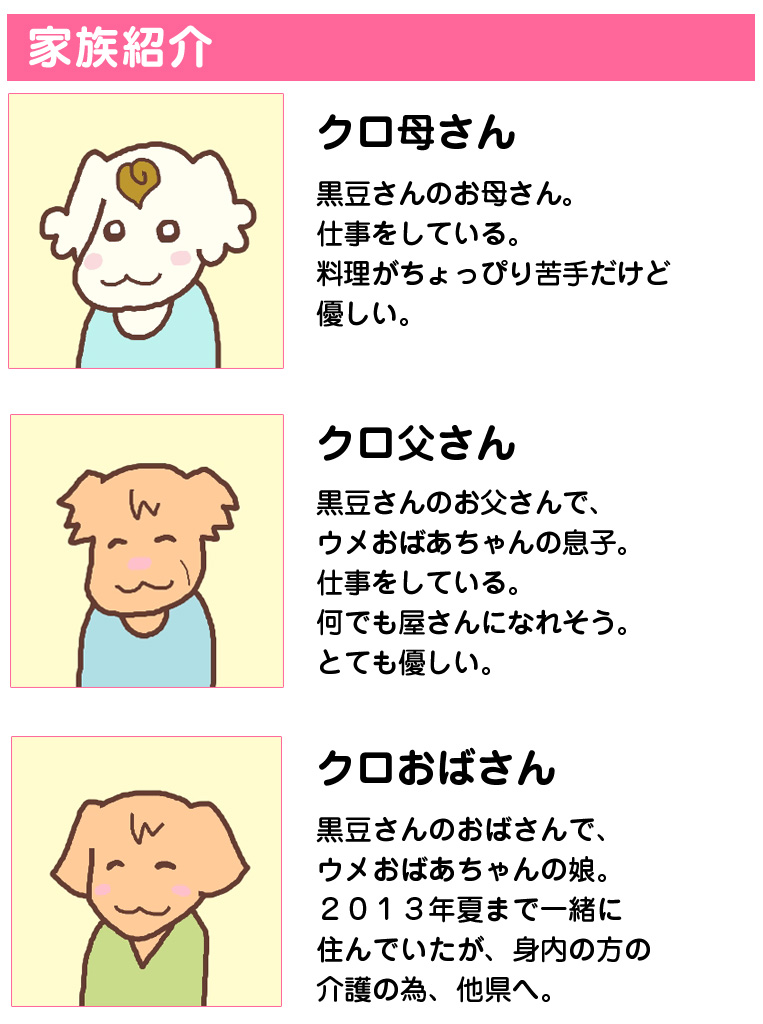 家族紹介
クロ母さん
黒豆さんのお母さん。
仕事をしている。
料理がちょっぴり苦手だけど
優しい。
クロ父さん
黒豆さんのお父さんで、
ウメおばあちゃんの息子。
仕事をしている。
何でも屋さんになれそう。
とても優しい。
クロおばさん
黒豆さんのおばさんで、
ウメおばあちゃんの娘。
２０１３年夏まで一緒に
住んでいたが、身内の方の
介護の為、他県へ。